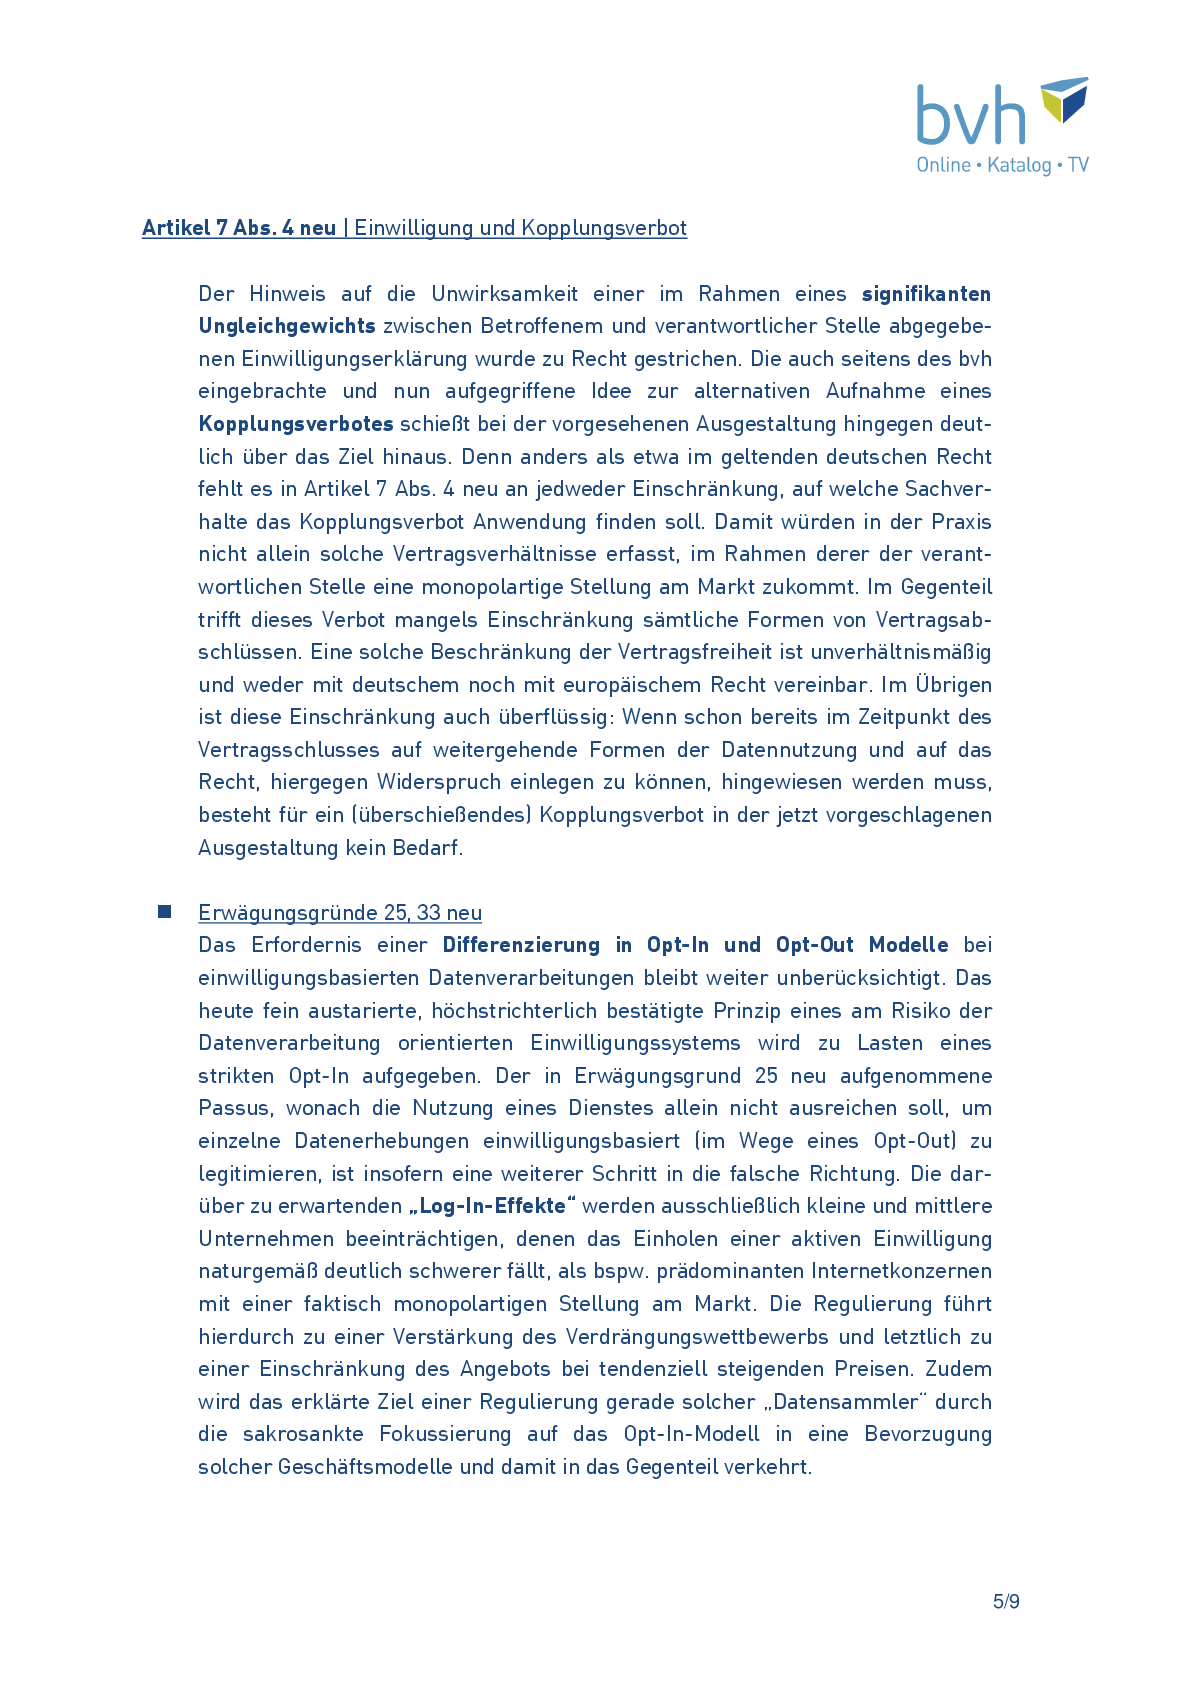 bvh
Online • Katalog • TV
Artikel 7 Abs. 4 neu | Einwilligung und Kopplungsverbot
Der Hinweis auf die Unwirksamkeit einer im Rahmen eines signifikanten
Ungleichgewichts zwischen Betroffenem und verantwortlicher Stelle abgegebe-
nen Einwilligungserklärung wurde zu Recht gestrichen. Die auch seitens des bvh
eingebrachte und nun aufgegriffene Idee zur alternativen Aufnahme eines
Kopplungsverbotes schießt bei der vorgesehenen Ausgestaltung hingegen deut-
lich über das Ziel hinaus. Denn anders als etwa im geltenden deutschen Recht
fehlt es in Artikel 7 Abs. 4 neu an jedweder Einschränkung, auf welche Sachver-
halte das Kopplungsverbot Anwendung finden soll. Damit würden in der Praxis
nicht allein solche Vertragsverhältnisse erfasst, im Rahmen derer der verant-
wortlichen Stelle eine monopolartige Stellung am Markt zukommt. Im Gegenteil
trifft dieses Verbot mangels Einschränkung sämtliche Formen von Vertragsab-
schlüssen. Eine solche Beschränkung der Vertragsfreiheit ist unverhältnismäßig
und weder mit deutschem noch mit europäischem Recht vereinbar. Im Übrigen
ist diese Einschränkung auch überflüssig: Wenn schon bereits im Zeitpunkt des
Vertragsschlusses auf weitergehende Formen der Datennutzung und auf das
Recht, hiergegen Widerspruch einlegen zu können, hingewiesen werden muss,
besteht für ein (überschießendes) Kopplungsverbot in der jetzt vorgeschlagenen
Ausgestaltung kein Bedarf.
■ Erwägungsgründe 25, 33 neu
Das Erfordernis einer Differenzierung in Opt-In und Opt-Out Modelle bei
einwilligungsbasierten Datenverarbeitungen bleibt weiter unberücksichtigt. Das
heute fein austarierte, höchstrichterlich bestätigte Prinzip eines am Risiko der
Datenverarbeitung orientierten Einwilligungssystems wird zu Lasten eines
strikten Opt-In aufgegeben. Der in Erwägungsgrund 25 neu aufgenommene
Passus, wonach die Nutzung eines Dienstes allein nicht ausreichen soll, um
einzelne Datenerhebungen einwilligungsbasiert (im Wege eines Opt-Out) zu
legitimieren, ist insofern eine weiterer Schritt in die falsche Richtung. Die dar-
über zu erwartenden „Log-In-Effekte“ werden ausschließlich kleine und mittlere
Unternehmen beeinträchtigen, denen das Einholen einer aktiven Einwilligung
naturgemäß deutlich schwerer fällt, als bspw. prädominanten Internetkonzernen
mit einer faktisch monopolartigen Stellung am Markt. Die Regulierung führt
hierdurch zu einer Verstärkung des Verdrängungswettbewerbs und letztlich zu
einer Einschränkung des Angebots bei tendenziell steigenden Preisen. Zudem
wird das erklärte Ziel einer Regulierung gerade solcher „Datensammler¨ durch
die sakrosankte Fokussierung auf das Opt-In-Modell in eine Bevorzugung
solcher Geschäftsmodelle und damit in das Gegenteil verkehrt.
5/9